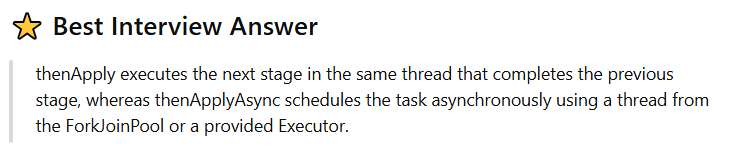 ⭐ Best Interview Answer
thenApply executes the next stage in the same thread that completes the previous
stage, whereas thenApplyAsync schedules the task asynchronously using a thread from
the ForkJoinPool or a provided Executor.